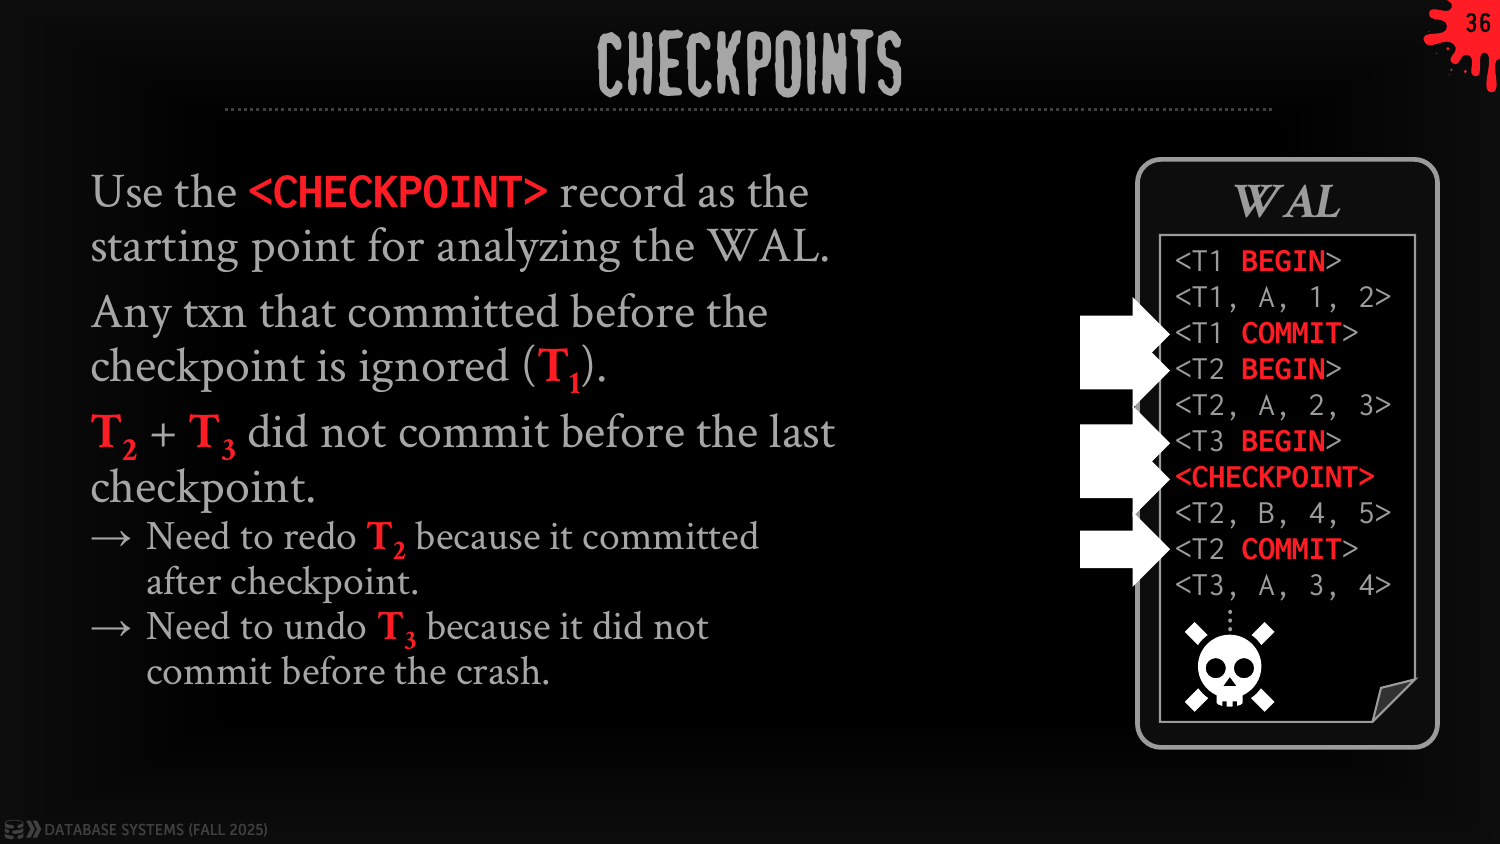 36
CHECKPOINTS
Use the <CHECKPOINT> record as the
starting point for analyzing the WAL.
Any txn that committed before the
checkpoint is ignored (T1).
T2 + T3 did not commit before the last
checkpoint.
→ Need to redo T2 because it committed
after checkpoint.
→ Need to undo T3 because it did not
commit before the crash.
WAL
<T1 BEGIN>
<T1, A, 1, 2>
<T1 COMMIT>
<T2 BEGIN>
<T2, A, 2, 3>
<T3 BEGIN>
<CHECKPOINT>
<T2, B, 4, 5>
<T2 COMMIT>
<T3, A, 3, 4>
⋮
DATABASE SYSTEMS (FALL 2025)